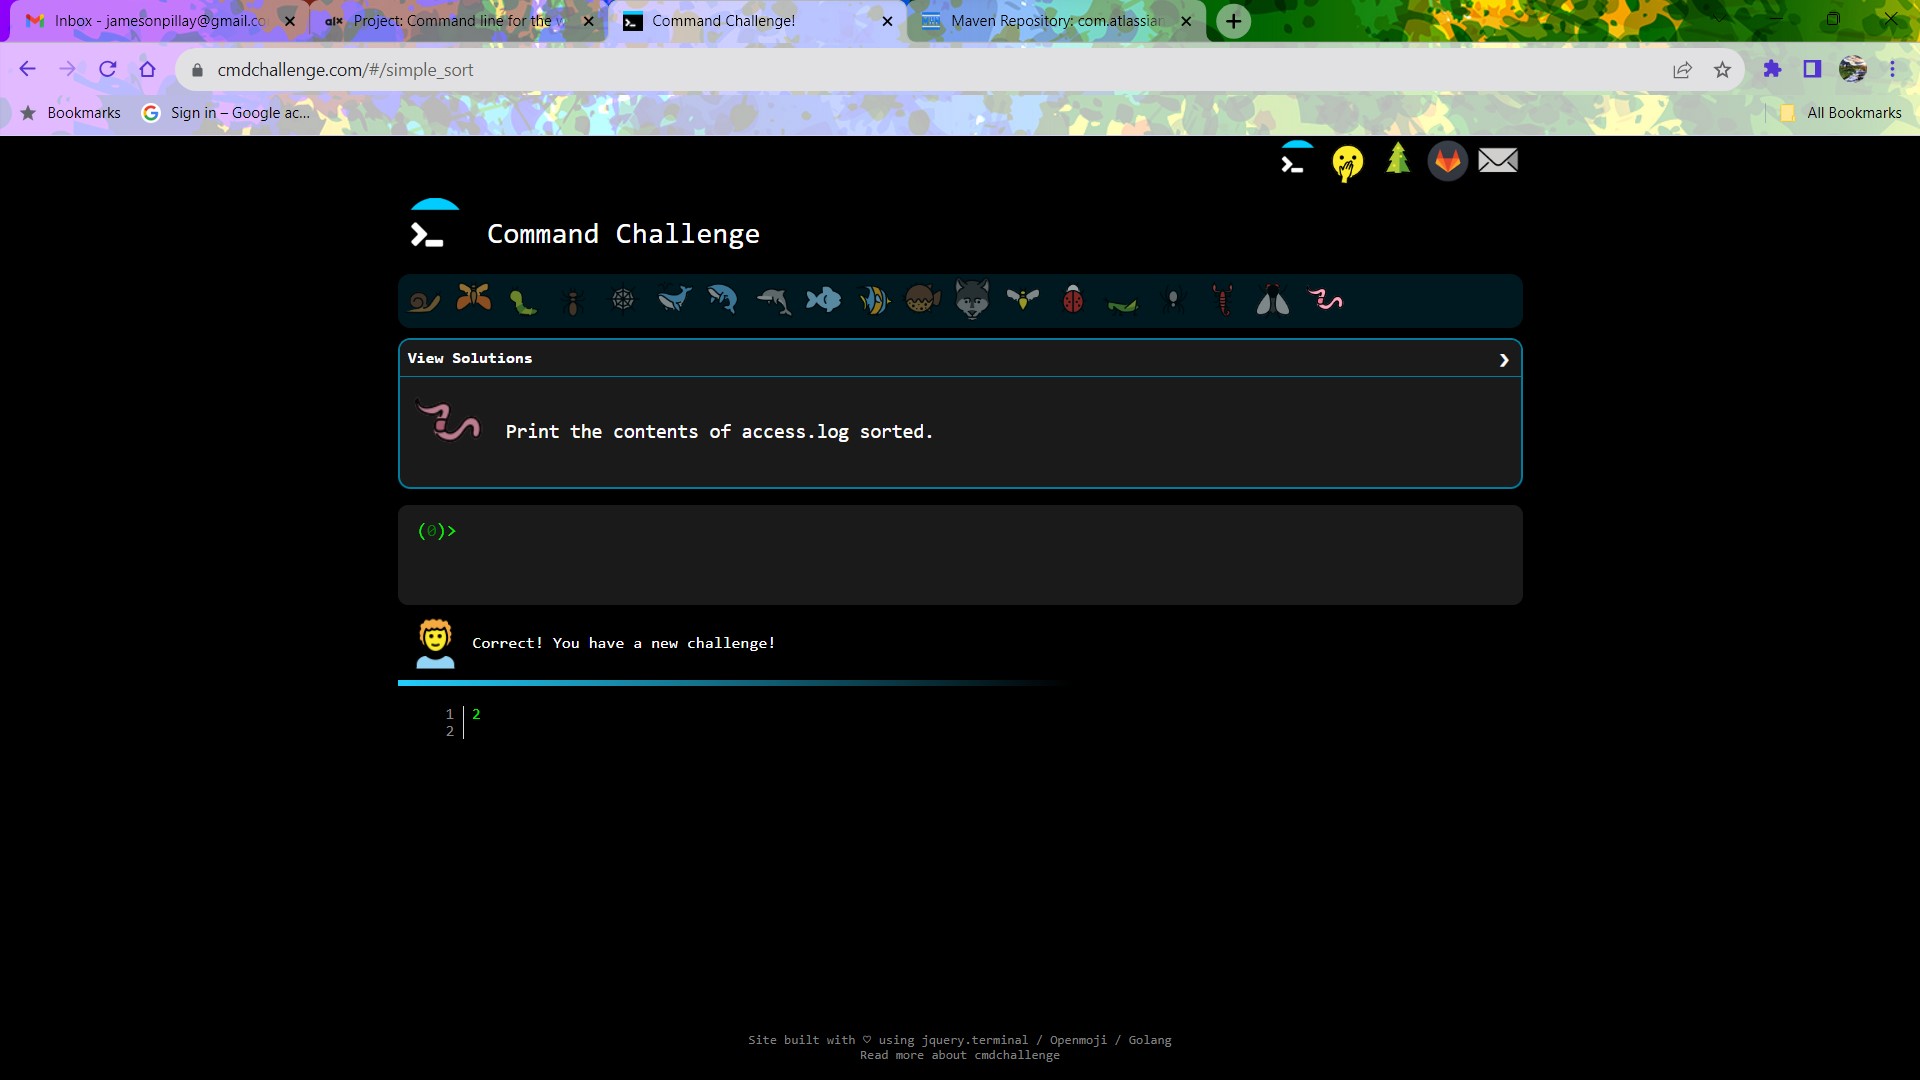 Inbox - jamesonpillay@gmail.co
alx Project: Command line for the
Command Challenge!
Maven Repository: com.atlassian
cmdchallenge.com/#/simple_sort
Bookmarks
Sign in – Google ac...
All Bookmarks
Command Challenge
View Solutions
Print the contents of access.log sorted.
(0)>
Correct! You have a new challenge!
1 2
2
Site built with ♡ using jquery.terminal / Openmoji / Golang
Read more about cmdchallenge